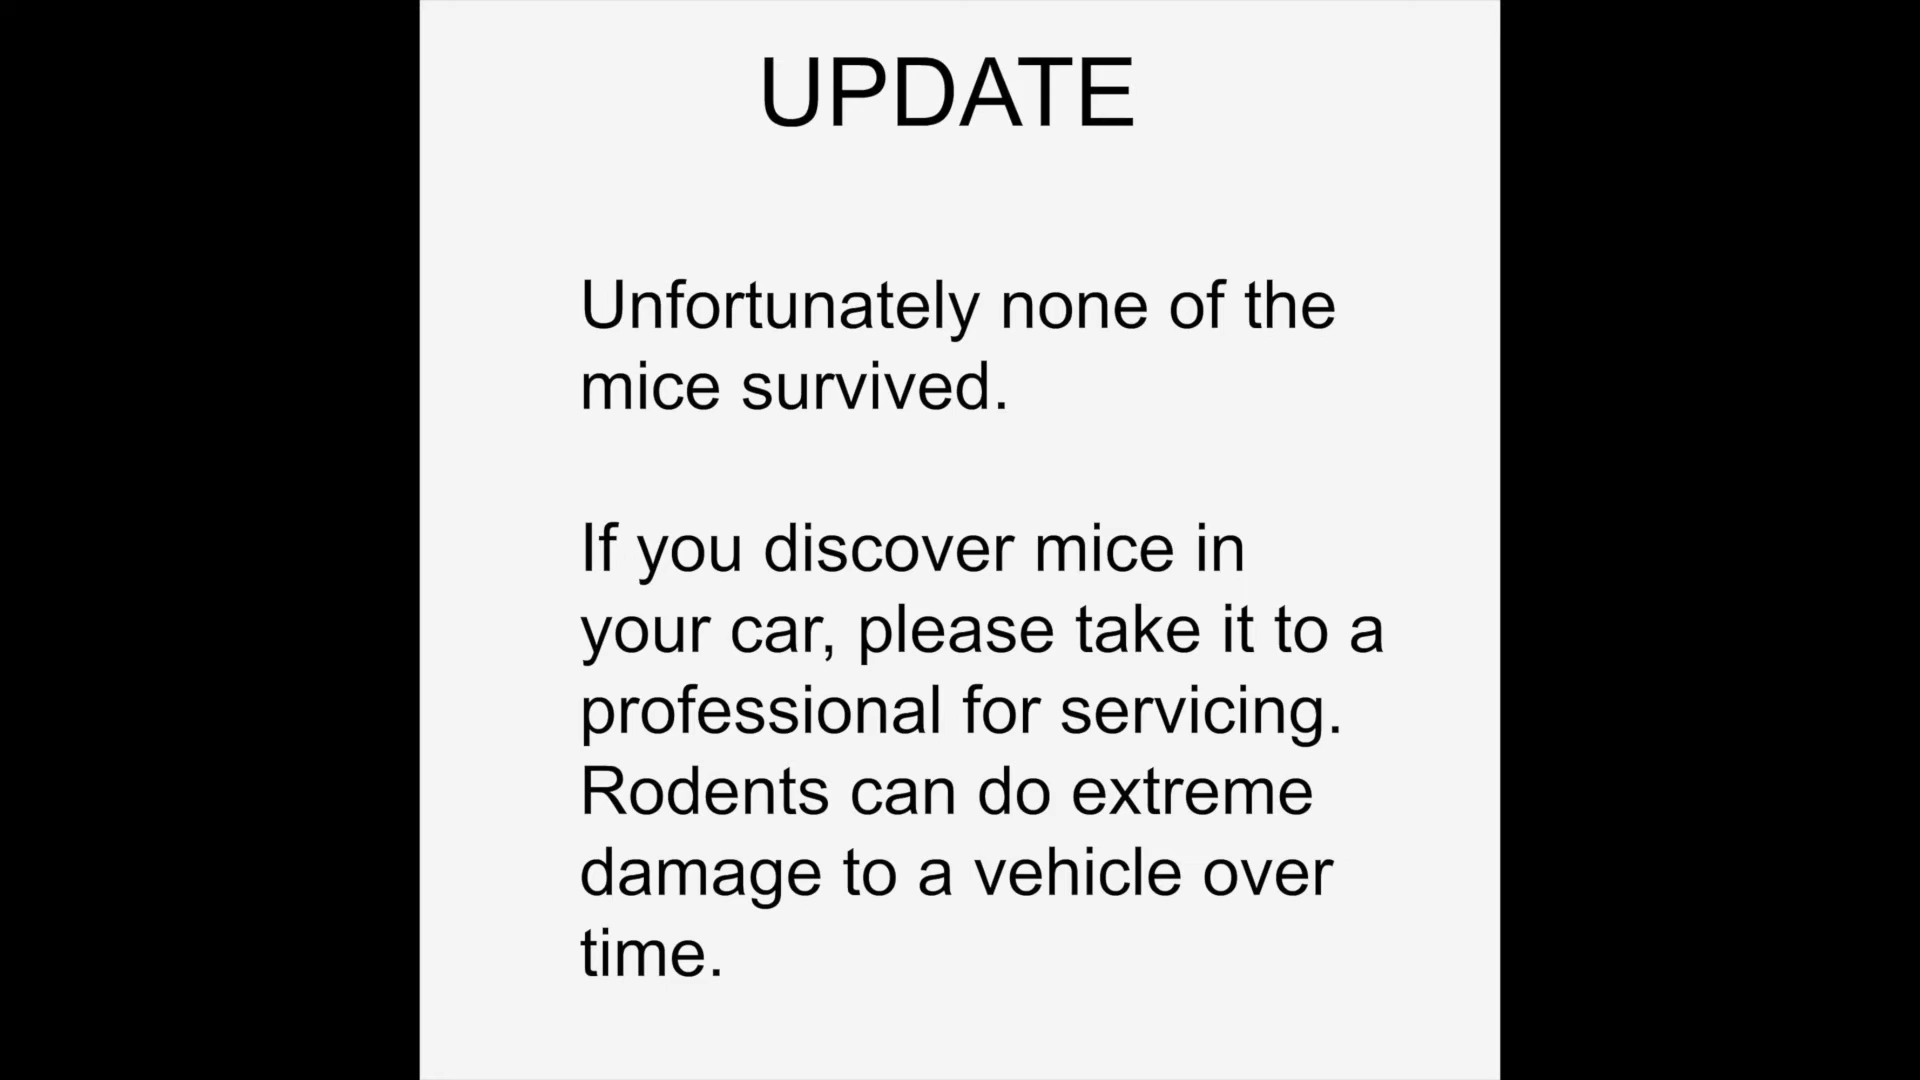 UPDATE
Unfortunately none of the
mice survived.
If you discover mice in
your car, please take it to a
professional for servicing.
Rodents can do extreme
damage to a vehicle over
time.